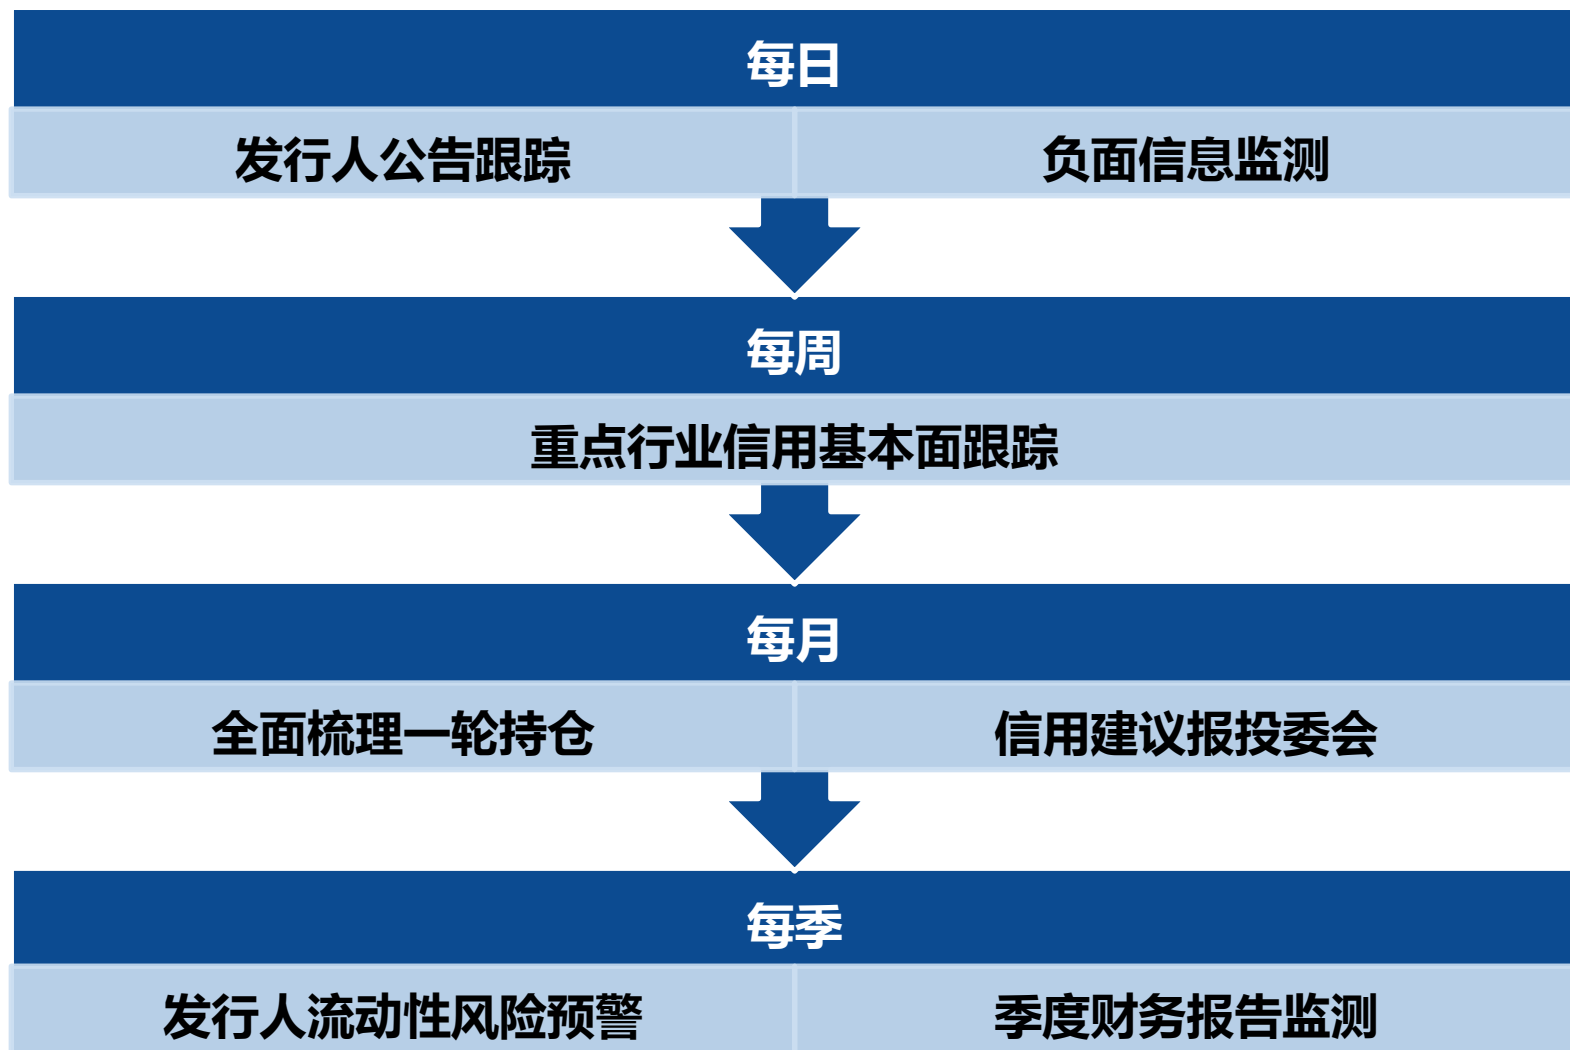 每日
发行人公告跟踪
负面信息监测
每周
重点行业信用基本面跟踪
每月
全面梳理一轮持仓
信用建议报投委会
每季
发行人流动性风险预警
季度财务报告监测